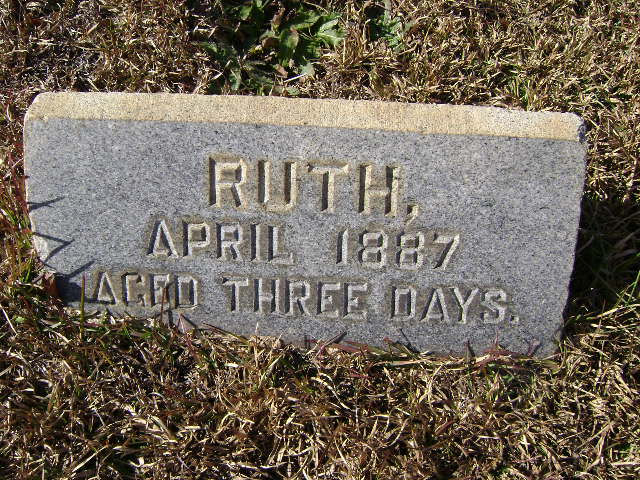 RUTH,
APRIL 1887
AGED THREE DAYS.